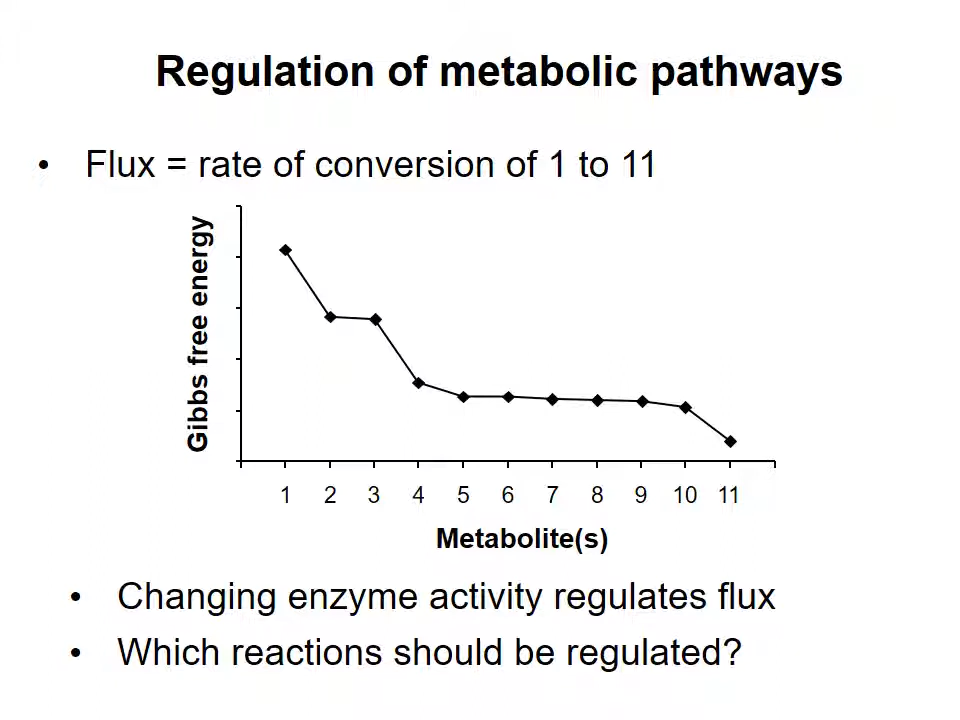 Regulation of metabolic pathways
• Flux = rate of conversion of 1 to 11
Gibbs free energy
1 2 3 4 5 6 7 8 9 10 11
Metabolite(s)
• Changing enzyme activity regulates flux
• Which reactions should be regulated?